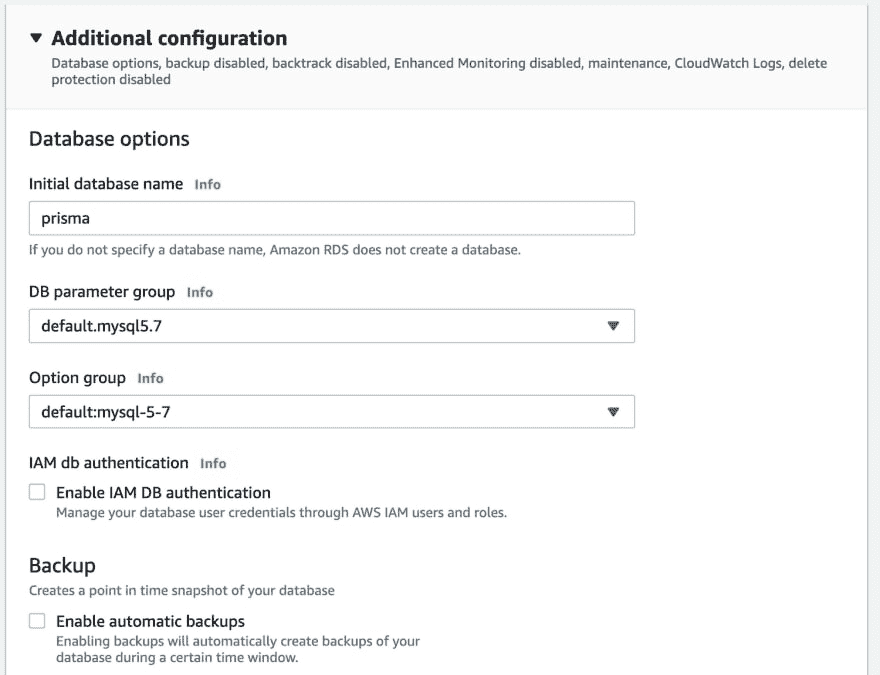 Additional configuration
Database options, backup disabled, backtrack disabled, Enhanced Monitoring disabled, maintenance, CloudWatch Logs, delete
protection disabled
Database options
Initial database name Info
prisma
If you do not specify a database name, Amazon RDS does not create a database.
DB parameter group Info
default.mysql5.7
Option group Info
default:mysql-5-7
IAM db authentication Info
Enable IAM DB authentication
Manage your database user credentials through AWS IAM users and roles.
Backup
Creates a point in time snapshot of your database
Enable automatic backups
Enabling backups will automatically create backups of your
database during a certain time window.